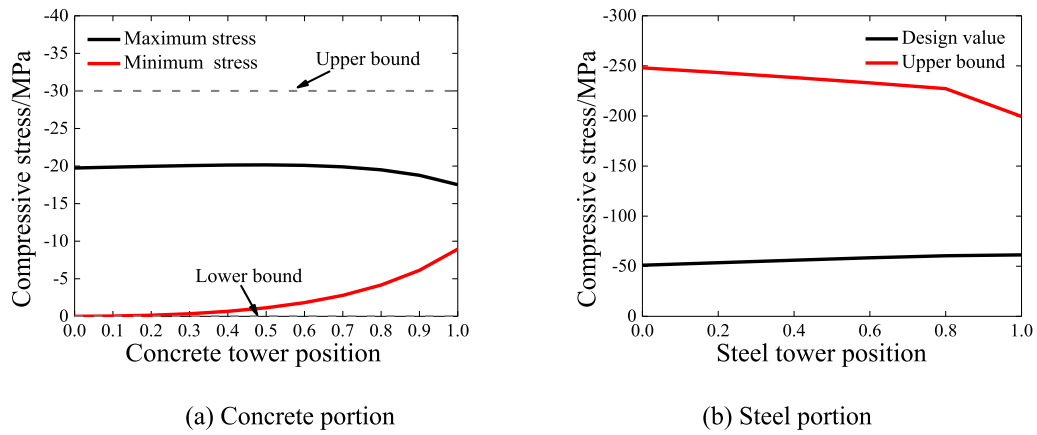 -40
-35
-30
-25
-20
-15
-10
-5
0
Compressive stress/MPa
Maximum stress
Minimum stress
Upper bound
Lower bound
0.0 0.1 0.2 0.3 0.4 0.5 0.6 0.7 0.8 0.9 1.0
Concrete tower position
(a) Concrete portion
-300
-250
-200
-150
-100
-50
0
Compressive stress/MPa
Design value
Upper bound
0.0 0.2 0.4 0.6 0.8 1.0
Steel tower position
(b) Steel portion